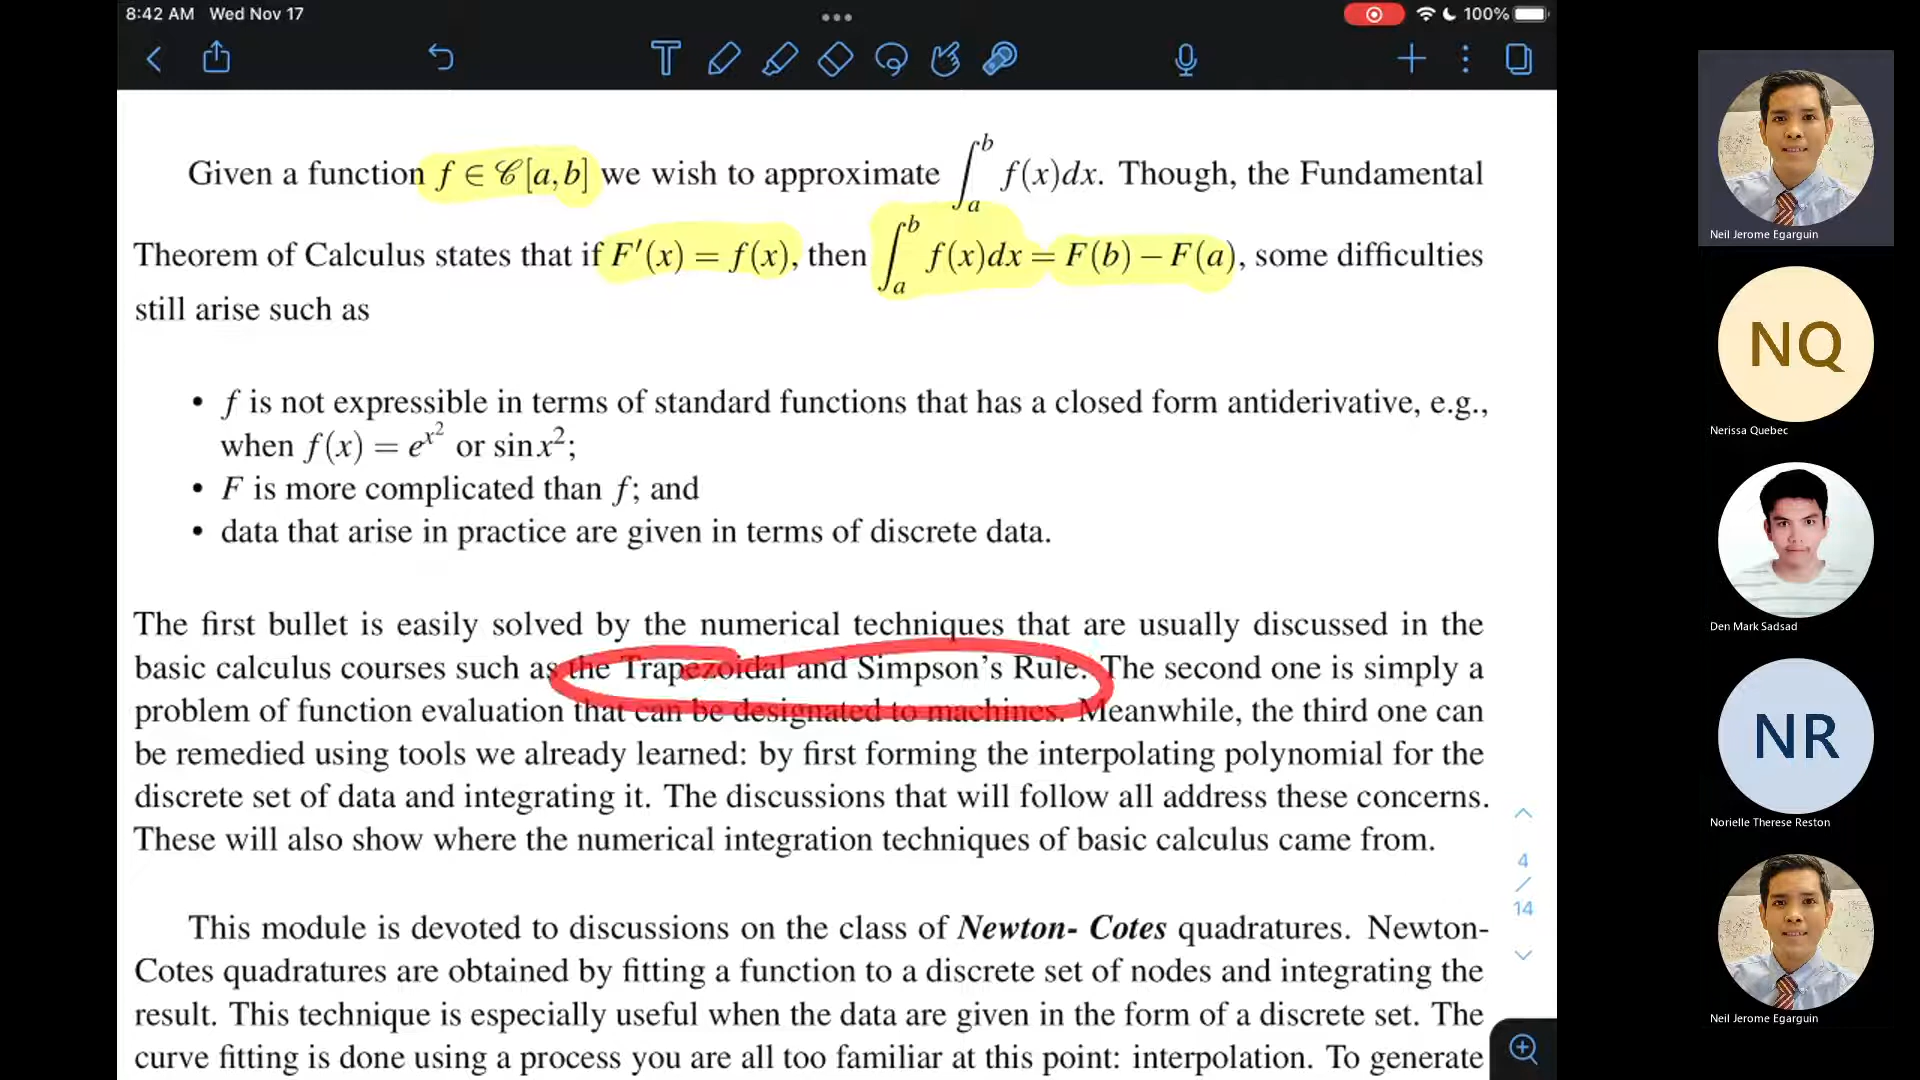 8:42 AM Wed Nov 17
100%
T
Given a function f ∈ 𝒞[a,b] we wish to approximate ∫_a^b f(x)dx. Though, the Fundamental
Theorem of Calculus states that if F′(x) = f(x), then ∫_a^b f(x)dx = F(b) − F(a), some difficulties
still arise such as
• f is not expressible in terms of standard functions that has a closed form antiderivative, e.g.,
when f(x) = e^{x^2} or sin x^2;
• F is more complicated than f; and
• data that arise in practice are given in terms of discrete data.
The first bullet is easily solved by the numerical techniques that are usually discussed in the
basic calculus courses such as the Trapezoidal and Simpson's Rule. The second one is simply a
problem of function evaluation that can be designated to machines. Meanwhile, the third one can
be remedied using tools we already learned: by first forming the interpolating polynomial for the
discrete set of data and integrating it. The discussions that will follow all address these concerns.
These will also show where the numerical integration techniques of basic calculus came from.
This module is devoted to discussions on the class of Newton- Cotes quadratures. Newton-
Cotes quadratures are obtained by fitting a function to a discrete set of nodes and integrating the
result. This technique is especially useful when the data are given in the form of a discrete set. The
curve fitting is done using a process you are all too familiar at this point: interpolation. To generate
4
/
14
Neil Jerome Egarguin
NQ
Nerissa Quebec
Den Mark Sadsad
NR
Norielle Therese Reston
Neil Jerome Egarguin